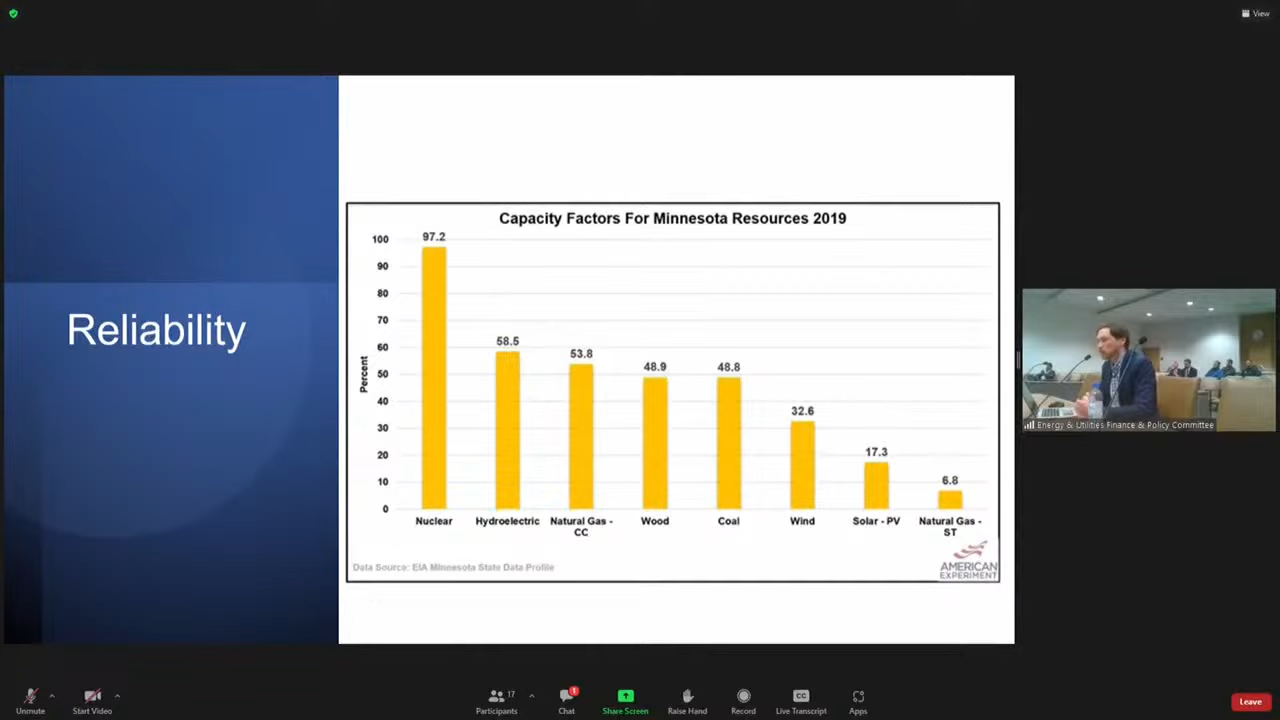 View
Reliability
Capacity Factors For Minnesota Resources 2019
Percent
100
90
80
70
60
50
40
30
20
10
0
97.2
58.5
53.8
48.9
48.8
32.6
17.3
6.8
Nuclear
Hydroelectric
Natural Gas -
CC
Wood
Coal
Wind
Solar - PV
Natural Gas -
ST
Data Source: EIA Minnesota State Data Profile
AMERICAN
EXPERIMENT
Energy & Utilities Finance & Policy Committee
Unmute
Start Video
17
Participants
1
Chat
Share Screen
Raise Hand
Record
CC
Live Transcript
Apps
Leave